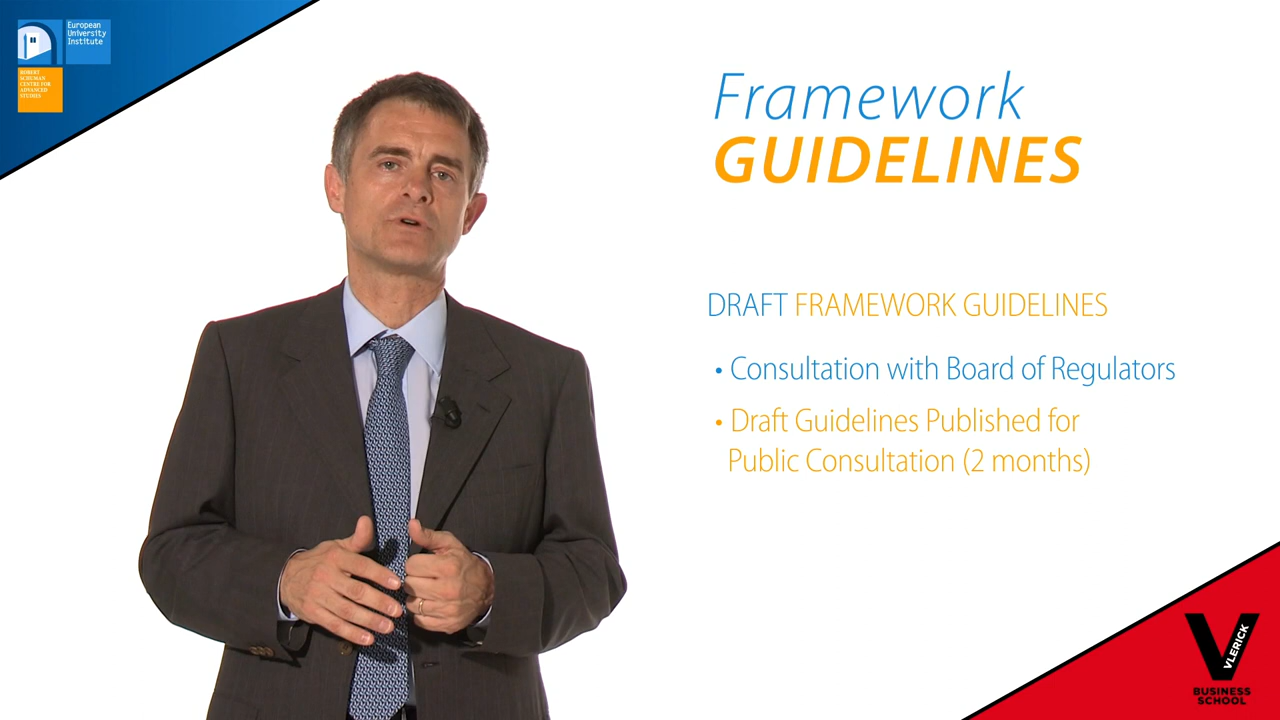 European
University
Institute
ROBERT
SCHUMAN
CENTRE FOR
ADVANCED
STUDIES
Framework
GUIDELINES
DRAFT FRAMEWORK GUIDELINES
• Consultation with Board of Regulators
• Draft Guidelines Published for
Public Consultation (2 months)
VLERICK
BUSINESS
SCHOOL